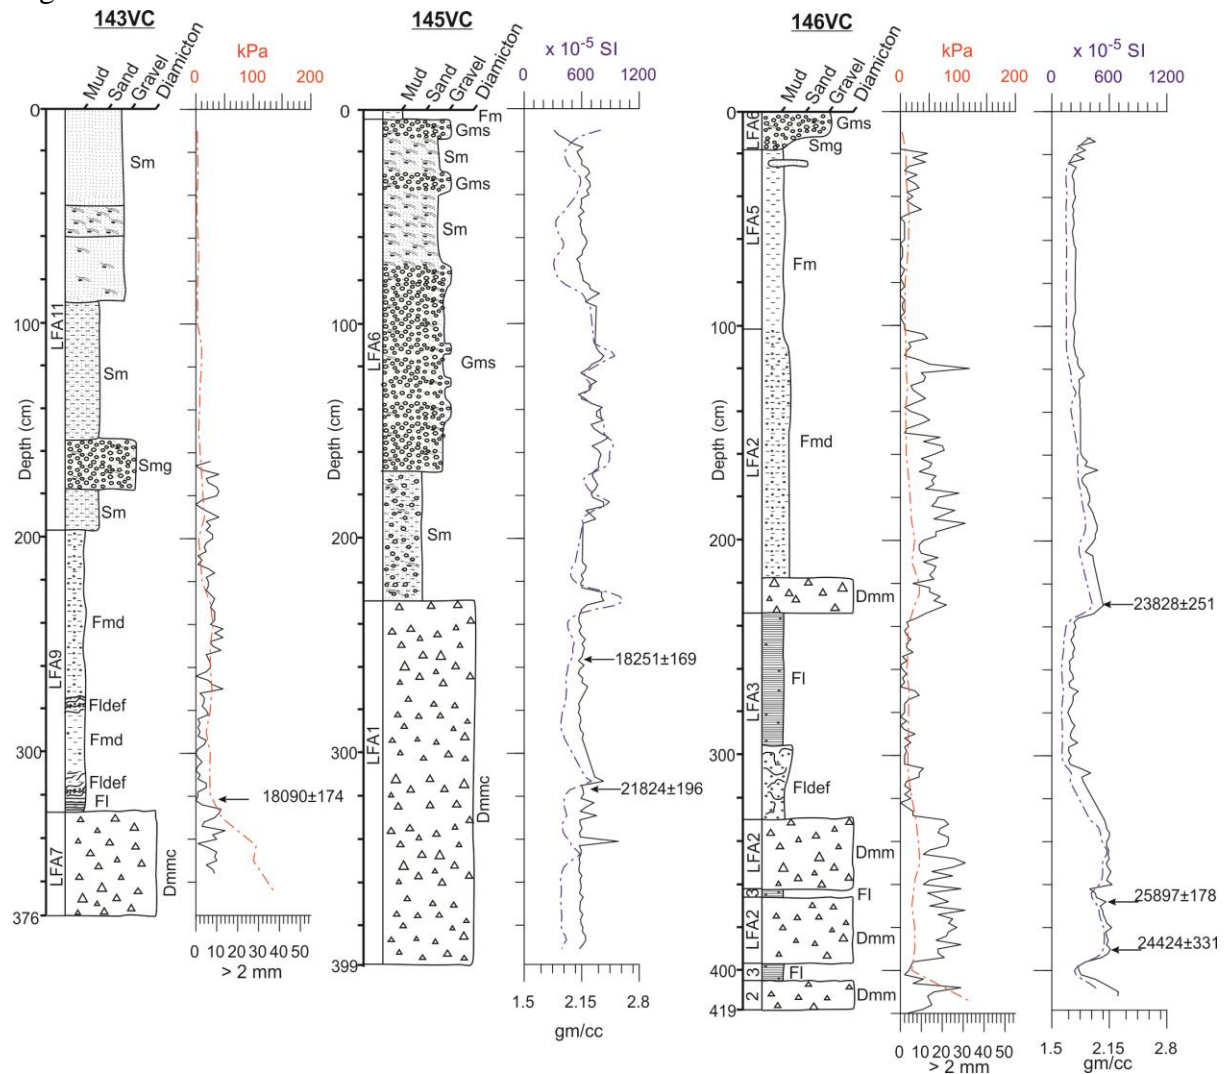 143VC
Mud
Sand
Gravel
Diamicton
kPa
0 100 200
Depth (cm)
0
100
200
300
376
LFA11
LFA9
LFA7
Sm
Sm
Smg
Sm
Fmd
Fldef
Fmd
Fldef
Fl
Dmmc
18090±174
0 10 20 30 40 50
> 2 mm
145VC
Mud
Sand
Gravel
Diamicton
x 10-5 SI
0 600 1200
Depth (cm)
0
100
200
300
399
LFA6
LFA1
Fm
Gms
Sm
Gms
Sm
Gms
Sm
Dmmc
18251±169
21824±196
1.5 2.15 2.8
gm/cc
146VC
Mud
Sand
Gravel
Diamicton
kPa
0 100 200
x 10-5 SI
0 600 1200
Depth (cm)
0
100
200
300
400
419
LFA6
LFA5
LFA2
LFA3
LFA2
3
LFA2
3
2
Gms
Smg
Fm
Fmd
Dmm
Fl
Fldef
Dmm
Fl
Dmm
Fl
Dmm
23828±251
25897±178
24424±331
0 10 20 30 40 50
> 2 mm
1.5 2.15 2.8
gm/cc